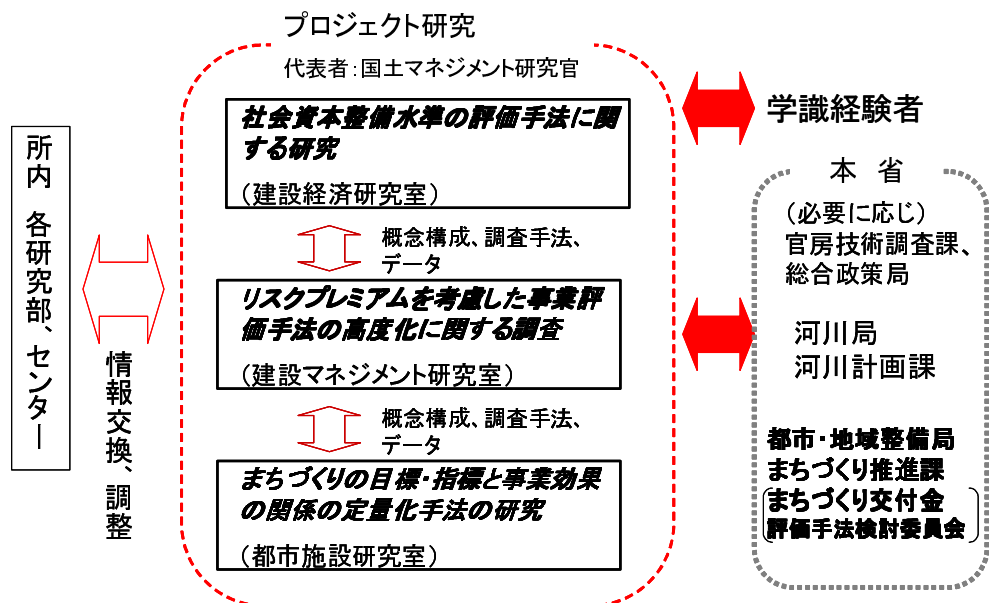 プロジェクト研究
代表者：国土マネジメント研究官
社会資本整備水準の評価手法に関
する研究
（建設経済研究室）
概念構成、調査手法、
データ
リスクプレミアムを考慮した事業評
価手法の高度化に関する調査
（建設マネジメント研究室）
概念構成、調査手法、
データ
まちづくりの目標・指標と事業効果
の関係の定量化手法の研究
（都市施設研究室）
所内　各研究部、センター
情報交換、調整
学識経験者
本　省
（必要に応じ）
官房技術調査課、
総合政策局
河川局
河川計画課
都市・地域整備局
まちづくり推進課
まちづくり交付金
評価手法検討委員会